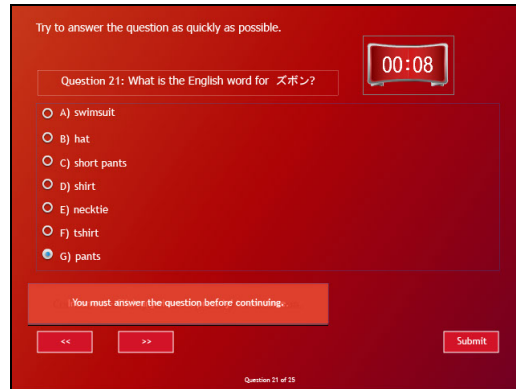 Try to answer the question as quickly as possible.
00:08
Question 21: What is the English word for ズボン?
A) swimsuit
B) hat
C) short pants
D) shirt
E) necktie
F) tshirt
G) pants
You must answer the question before continuing.
<< >> Submit
Question 21 of 25